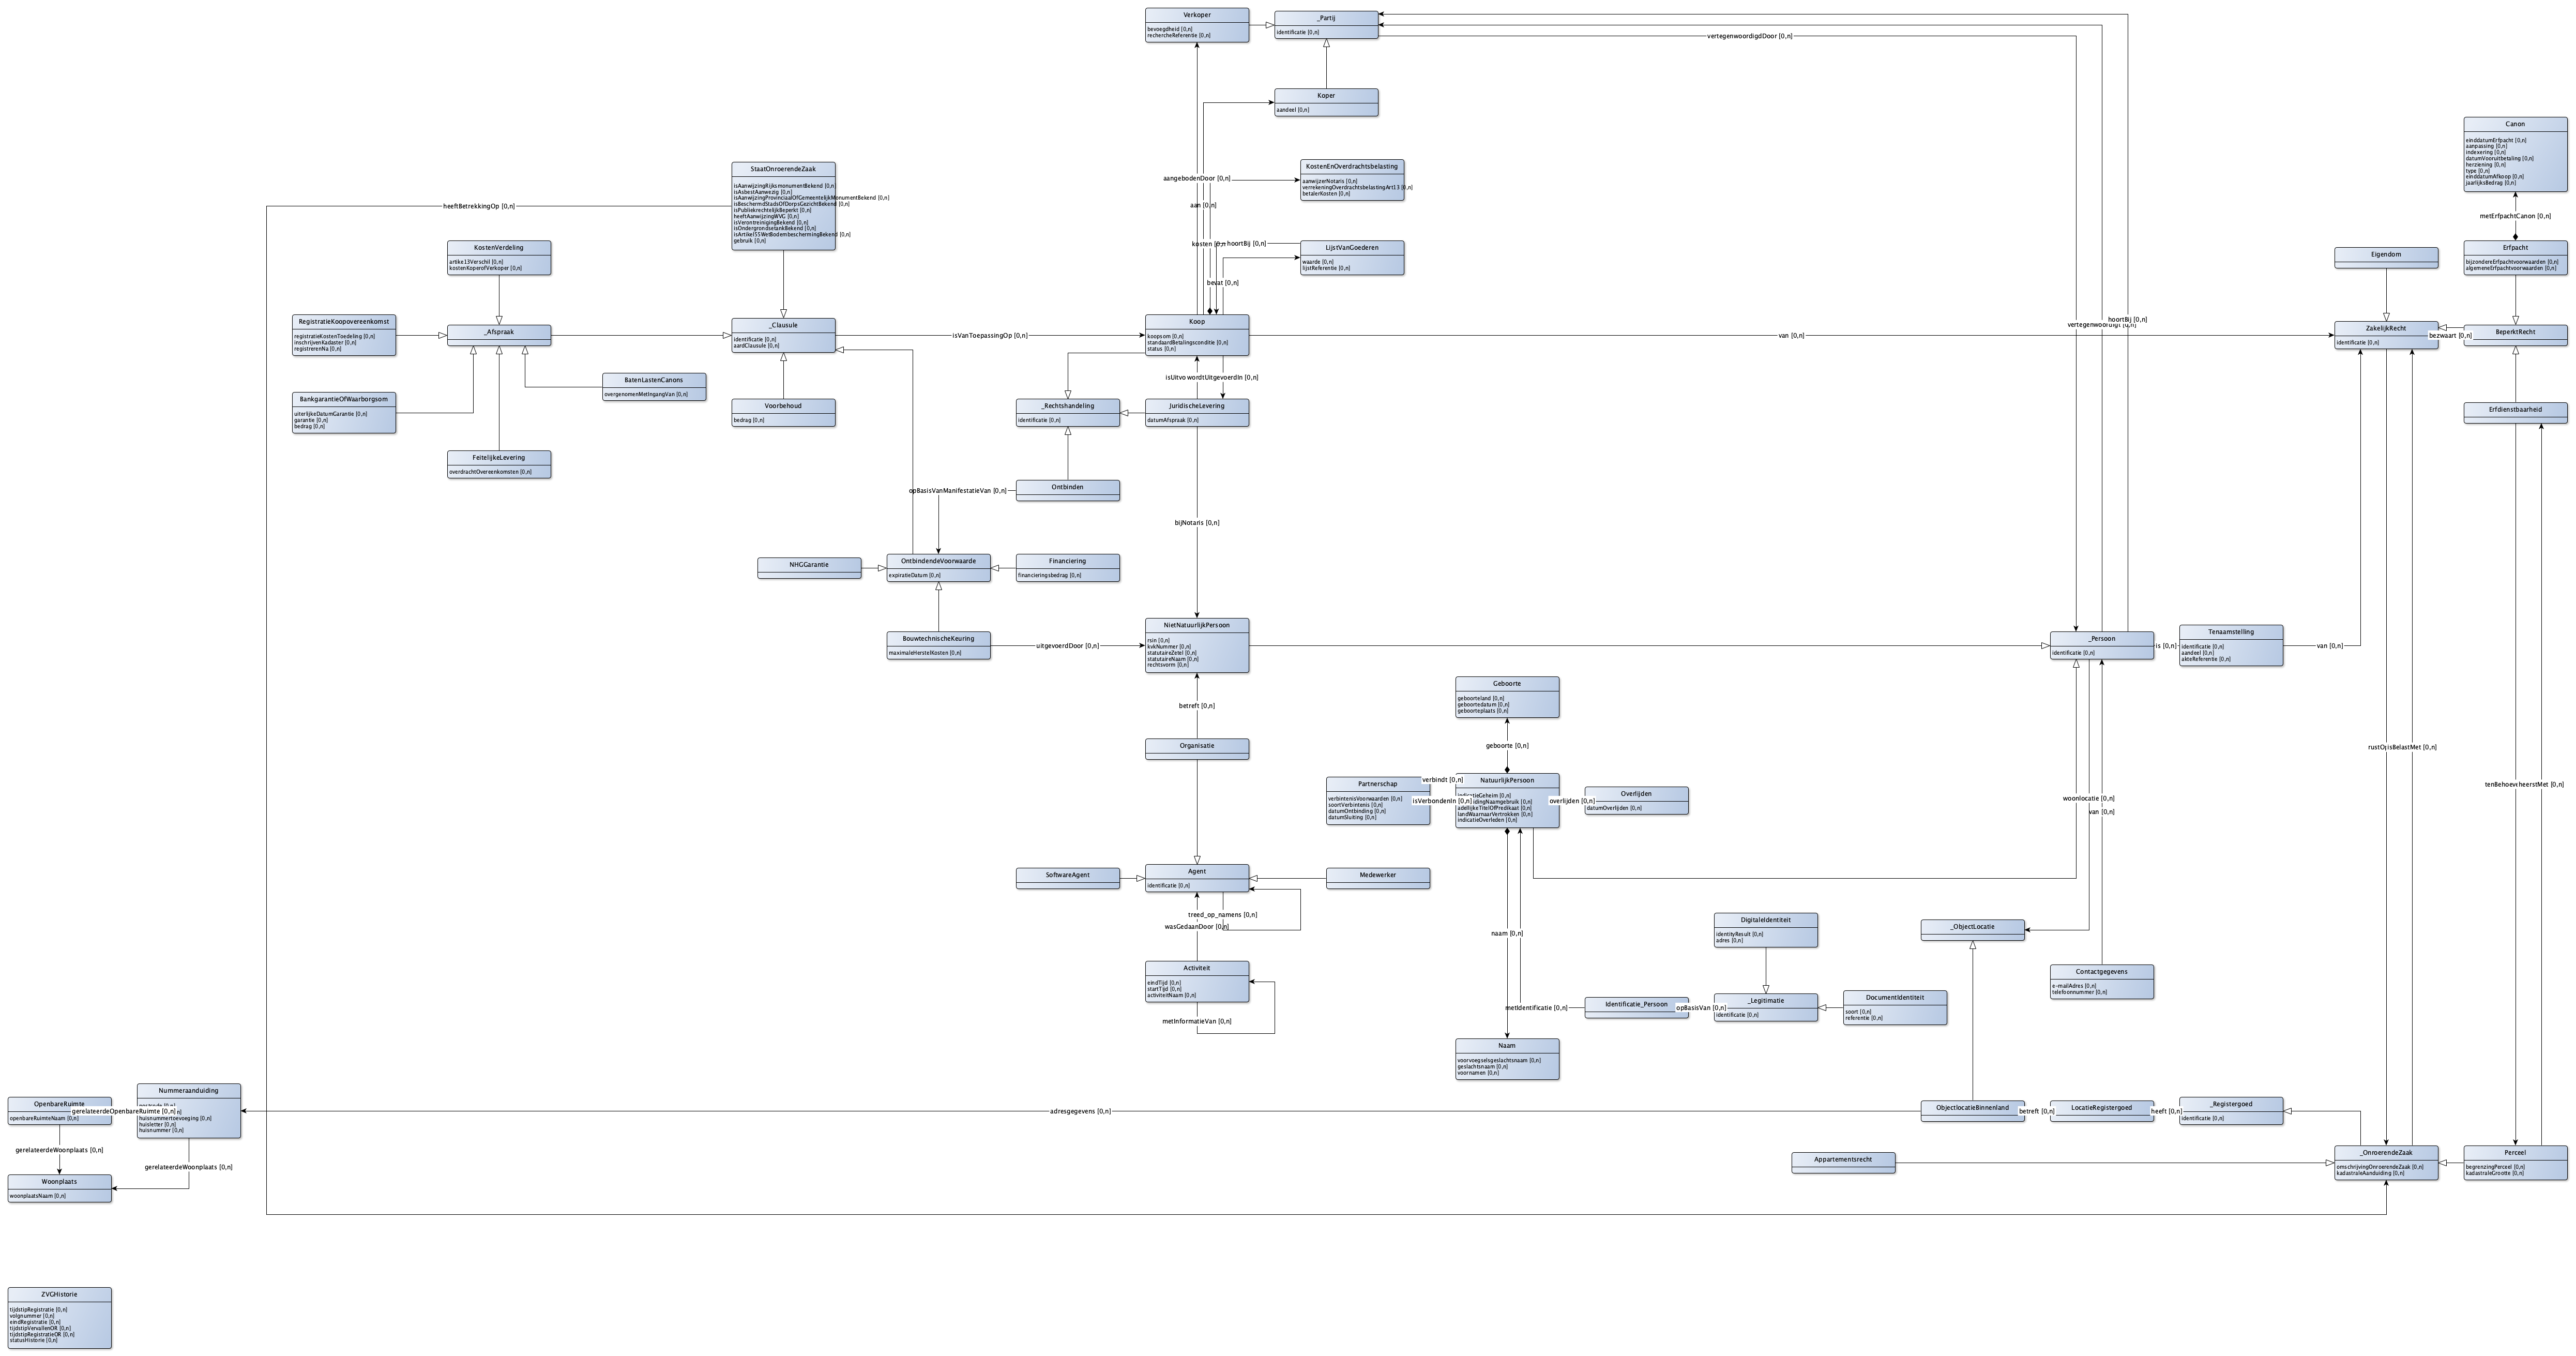 Verkoper
bevoegdheid [0,n]
rechercheReferentie [0,n]
_Partij
identificatie [0,n]
vertegenwoordigdDoor [0,n]
Koper
aandeel [0,n]
Canon
einddatumErfpacht [0,n]
aanpassing [0,n]
indexering [0,n]
datumVooruitbetaling [0,n]
herziening [0,n]
type [0,n]
einddatumAfkoop [0,n]
jaarlijksBedrag [0,n]
StaatOnroerendeZaak
isAanwijzingRijksmonumentBekend [0,n]
isAsbestAanwezig [0,n]
isAanwijzingProvinciaalOfGemeentelijkMonumentBekend [0,n]
isBeschermdStadsOfDorpsGezichtBekend [0,n]
isPubliekrechtelijkBeperkt [0,n]
heeftAanwijzingWVG [0,n]
isVerontreinigingBekend [0,n]
isOndergrondsetankBekend [0,n]
isArtikel55WetBodembeschermingBekend [0,n]
gebruik [0,n]
KostenEnOverdrachtsbelasting
aanwijzerNotaris [0,n]
verrekeningOverdrachtsbelastingArt13 [0,n]
betalerKosten [0,n]
aangebodenDoor [0,n]
aan [0,n]
heeftBetrekkingOp [0,n]
metErfpachtCanon [0,n]
KostenVerdeling
artike13Verschil [0,n]
kostenKoperofVerkoper [0,n]
kosten [0,n]
hoortBij [0,n]
LijstVanGoederen
waarde [0,n]
lijstReferentie [0,n]
bevat [0,n]
Eigendom
Erfpacht
bijzondereErfpachtvoorwaarden [0,n]
algemeneErfpachtvoorwaarden [0,n]
RegistratieKoopovereenkomst
registratieKostenToedeling [0,n]
inschrijvenKadaster [0,n]
registrerenNa [0,n]
_Afspraak
_Clausule
identificatie [0,n]
aardClausule [0,n]
isVanToepassingOp [0,n]
Koop
koopsom [0,n]
standaardBetalingsconditie [0,n]
status [0,n]
van [0,n]
hoortBij [0,n]
vertegenwoordigt [0,n]
ZakelijkRecht
identificatie [0,n]
bezwaart [0,n]
BeperktRecht
BatenLastenCanons
overgenomenMetIngangVan [0,n]
isUitvo
wordtUitgevoerdIn [0,n]
BankgarantieOfWaarborgsom
uiterlijkeDatumGarantie [0,n]
garantie [0,n]
bedrag [0,n]
Voorbehoud
bedrag [0,n]
_Rechtshandeling
identificatie [0,n]
JuridischeLevering
datumAfspraak [0,n]
Erfdienstbaarheid
FeitelijkeLevering
overdrachtOvereenkomsten [0,n]
opBasisVanManifestatieVan [0,n]
Ontbinden
bijNotaris [0,n]
NHGGarantie
OntbindendeVoorwaarde
expiratieDatum [0,n]
Financiering
financieringsbedrag [0,n]
BouwtechnischeKeuring
maximaleHerstelKosten [0,n]
uitgevoerdDoor [0,n]
NietNatuurlijkPersoon
rsin [0,n]
kvkNummer [0,n]
statutaireZetel [0,n]
statutaireNaam [0,n]
rechtsvorm [0,n]
_Persoon
identificatie [0,n]
is [0,n]
Tenaamstelling
identificatie [0,n]
aandeel [0,n]
akteReferentie [0,n]
van [0,n]
betreft [0,n]
Geboorte
geboorteland [0,n]
geboortedatum [0,n]
geboorteplaats [0,n]
Organisatie
geboorte [0,n]
rustO
isBelastMet [0,n]
Partnerschap
verbintenisVoorwaarden [0,n]
soortVerbintenis [0,n]
datumOntbinding [0,n]
datumSluiting [0,n]
verbindt [0,n]
isVerbondenIn [0,n]
NatuurlijkPersoon
adellijkeTitelOfPredikaat [0,n]
landWaarnaarVertrokken [0,n]
indicatieOverleden [0,n]
overlijden [0,n]
Overlijden
datumOverlijden [0,n]
woonlocatie [0,n]
van [0,n]
tenBehoev
heerstMet [0,n]
SoftwareAgent
Agent
identificatie [0,n]
Medewerker
treed_op_namens [0,n]
wasGedaanDoor [0,n]
naam [0,n]
DigitaleIdentiteit
identityResult [0,n]
adres [0,n]
_ObjectLocatie
Activiteit
eindTijd [0,n]
startTijd [0,n]
activiteitNaam [0,n]
metInformatieVan [0,n]
Contactgegevens
e-mailAdres [0,n]
telefoonnummer [0,n]
metIdentificatie [0,n]
Identificatie_Persoon
opBasisVan [0,n]
_Legitimatie
identificatie [0,n]
DocumentIdentiteit
soort [0,n]
referentie [0,n]
Naam
voorvoegselsgeslachtsnaam [0,n]
geslachtsnaam [0,n]
voornamen [0,n]
OpenbareRuimte
openbareRuimteNaam [0,n]
gerelateerdeOpenbareRuimte [0,n]
Nummeraanduiding
huisnummertoevoeging [0,n]
huisletter [0,n]
huisnummer [0,n]
adresgegevens [0,n]
ObjectlocatieBinnenland
betreft [0,n]
LocatieRegistergoed
heeft [0,n]
_Registergoed
identificatie [0,n]
gerelateerdeWoonplaats [0,n]
gerelateerdeWoonplaats [0,n]
Woonplaats
woonplaatsNaam [0,n]
Appartementsrecht
_OnroerendeZaak
omschrijvingOnroerendeZaak [0,n]
kadastraleAanduiding [0,n]
Perceel
begrenzingPerceel [0,n]
kadastraleGrootte [0,n]
ZVGHistorie
tijdstipRegistratie [0,n]
volgnummer [0,n]
eindRegistratie [0,n]
tijdstipVervallenOR [0,n]
tijdstipRegistratieOR [0,n]
statusHistorie [0,n]